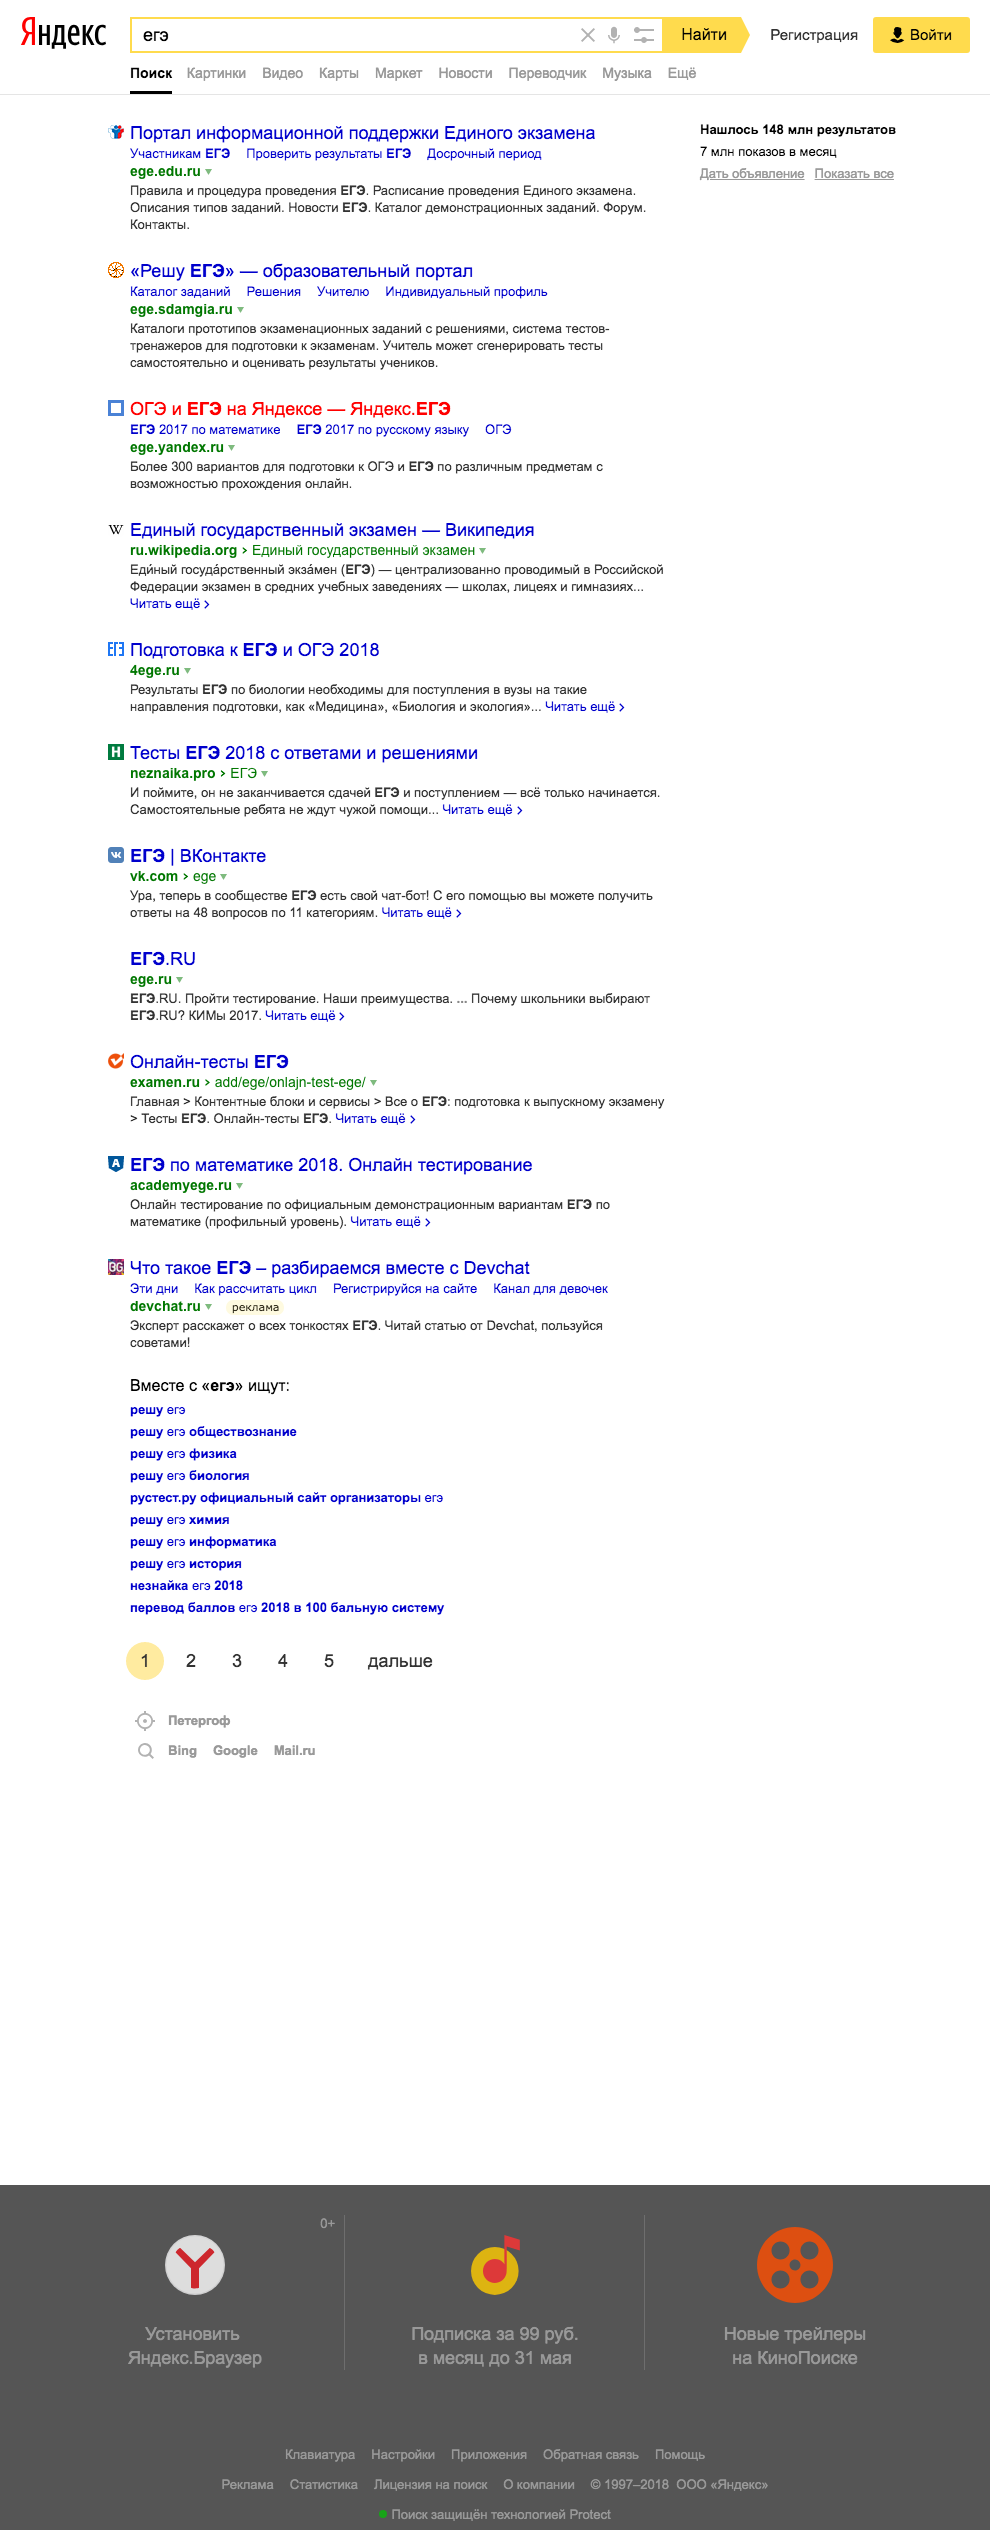 Яндекс
егэ
Найти
Регистрация
Войти
Поиск Картинки Видео Карты Маркет Новости Переводчик Музыка Ещё
Портал информационной поддержки Единого экзамена
Участникам ЕГЭ Проверить результаты ЕГЭ Досрочный период
ege.edu.ru
Правила и процедура проведения ЕГЭ. Расписание проведения Единого экзамена.
Описания типов заданий. Новости ЕГЭ. Каталог демонстрационных заданий. Форум.
Контакты.
Нашлось 148 млн результатов
7 млн показов в месяц
Дать объявление Показать все
«Решу ЕГЭ» — образовательный портал
Каталог заданий Решения Учителю Индивидуальный профиль
ege.sdamgia.ru
Каталоги прототипов экзаменационных заданий с решениями, система тестов-
тренажеров для подготовки к экзаменам. Учитель может сгенерировать тесты
самостоятельно и оценивать результаты учеников.
ОГЭ и ЕГЭ на Яндексе — Яндекс.ЕГЭ
ЕГЭ 2017 по математике ЕГЭ 2017 по русскому языку ОГЭ
ege.yandex.ru
Более 300 вариантов для подготовки к ОГЭ и ЕГЭ по различным предметам с
возможностью прохождения онлайн.
W
Единый государственный экзамен — Википедия
ru.wikipedia.org › Единый государственный экзамен
Еди́ный госуда́рственный экза́мен (ЕГЭ) — централизованно проводимый в Российской
Федерации экзамен в средних учебных заведениях — школах, лицеях и гимназиях...
Читать ещё ›
ЕГЭ
Подготовка к ЕГЭ и ОГЭ 2018
4ege.ru
Результаты ЕГЭ по биологии необходимы для поступления в вузы на такие
направления подготовки, как «Медицина», «Биология и экология»... Читать ещё ›
Н
Тесты ЕГЭ 2018 с ответами и решениями
neznaika.pro › ЕГЭ
И поймите, он не заканчивается сдачей ЕГЭ и поступлением — всё только начинается.
Самостоятельные ребята не ждут чужой помощи... Читать ещё ›
ЕГЭ | ВКонтакте
vk.com › ege
Ура, теперь в сообществе ЕГЭ есть свой чат-бот! С его помощью вы можете получить
ответы на 48 вопросов по 11 категориям. Читать ещё ›
ЕГЭ.RU
ege.ru
ЕГЭ.RU. Пройти тестирование. Наши преимущества. ... Почему школьники выбирают
ЕГЭ.RU? КИМы 2017. Читать ещё ›
Онлайн-тесты ЕГЭ
examen.ru › add/ege/onlajn-test-ege/
Главная > Контентные блоки и сервисы > Все о ЕГЭ: подготовка к выпускному экзамену
> Тесты ЕГЭ. Онлайн-тесты ЕГЭ. Читать ещё ›
A
ЕГЭ по математике 2018. Онлайн тестирование
academyege.ru
Онлайн тестирование по официальным демонстрационным вариантам ЕГЭ по
математике (профильный уровень). Читать ещё ›
Что такое ЕГЭ – разбираемся вместе с Devchat
Эти дни Как рассчитать цикл Регистрируйся на сайте Канал для девочек
devchat.ru реклама
Эксперт расскажет о всех тонкостях ЕГЭ. Читай статью от Devchat, пользуйся
советами!
Вместе с «егэ» ищут:
решу егэ
решу егэ обществознание
решу егэ физика
решу егэ биология
рустест.ру официальный сайт организаторы егэ
решу егэ химия
решу егэ информатика
решу егэ история
незнайка егэ 2018
перевод баллов егэ 2018 в 100 бальную систему
1 2 3 4 5 дальше
Петергоф
Bing Google Mail.ru
0+
Установить
Яндекс.Браузер
Подписка за 99 руб.
в месяц до 31 мая
Новые трейлеры
на КиноПоиске
Клавиатура Настройки Приложения Обратная связь Помощь
Реклама Статистика Лицензия на поиск О компании © 1997–2018 ООО «Яндекс»
Поиск защищён технологией Protect